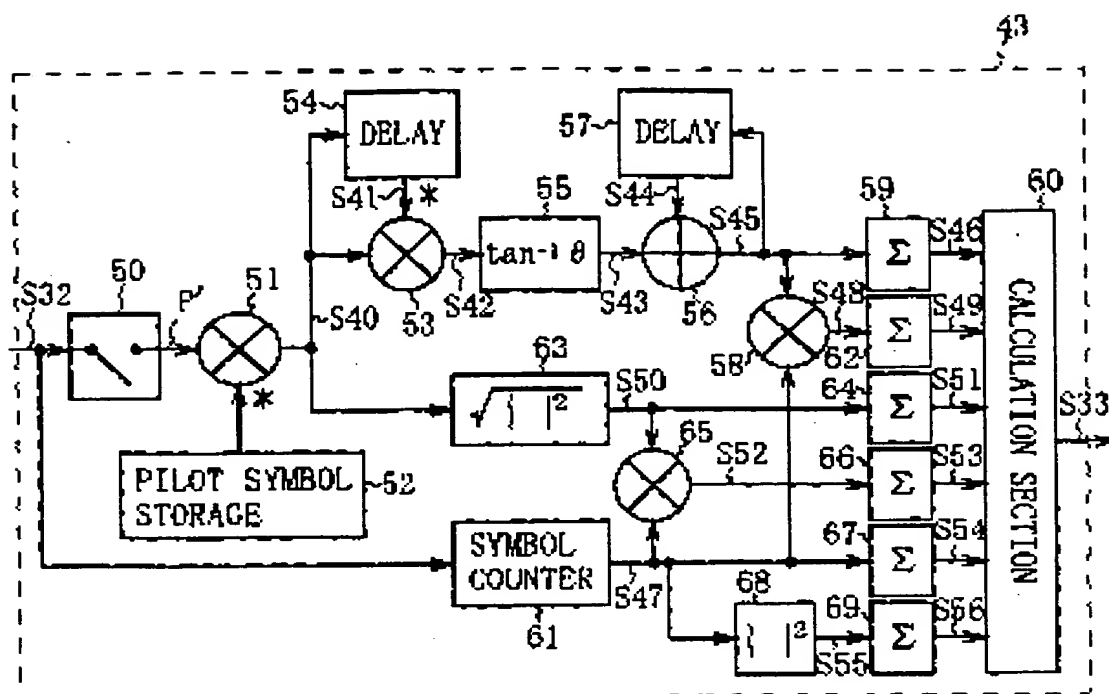 43
54
DELAY
57
DELAY
S41
*
S44
55
S45
59
60
tan-1 θ
Σ
S46
S32
50
P'
51
S40
53
S42
S43
56
58
S48
62
Σ
S49
63
√| |2
S50
64
Σ
S51
S33
*
65
S52
66
Σ
S53
PILOT SYMBOL
STORAGE
52
SYMBOL
COUNTER
61
S47
67
Σ
S54
68
| |2
S55
69
Σ
S56
CALCULATION SECTION